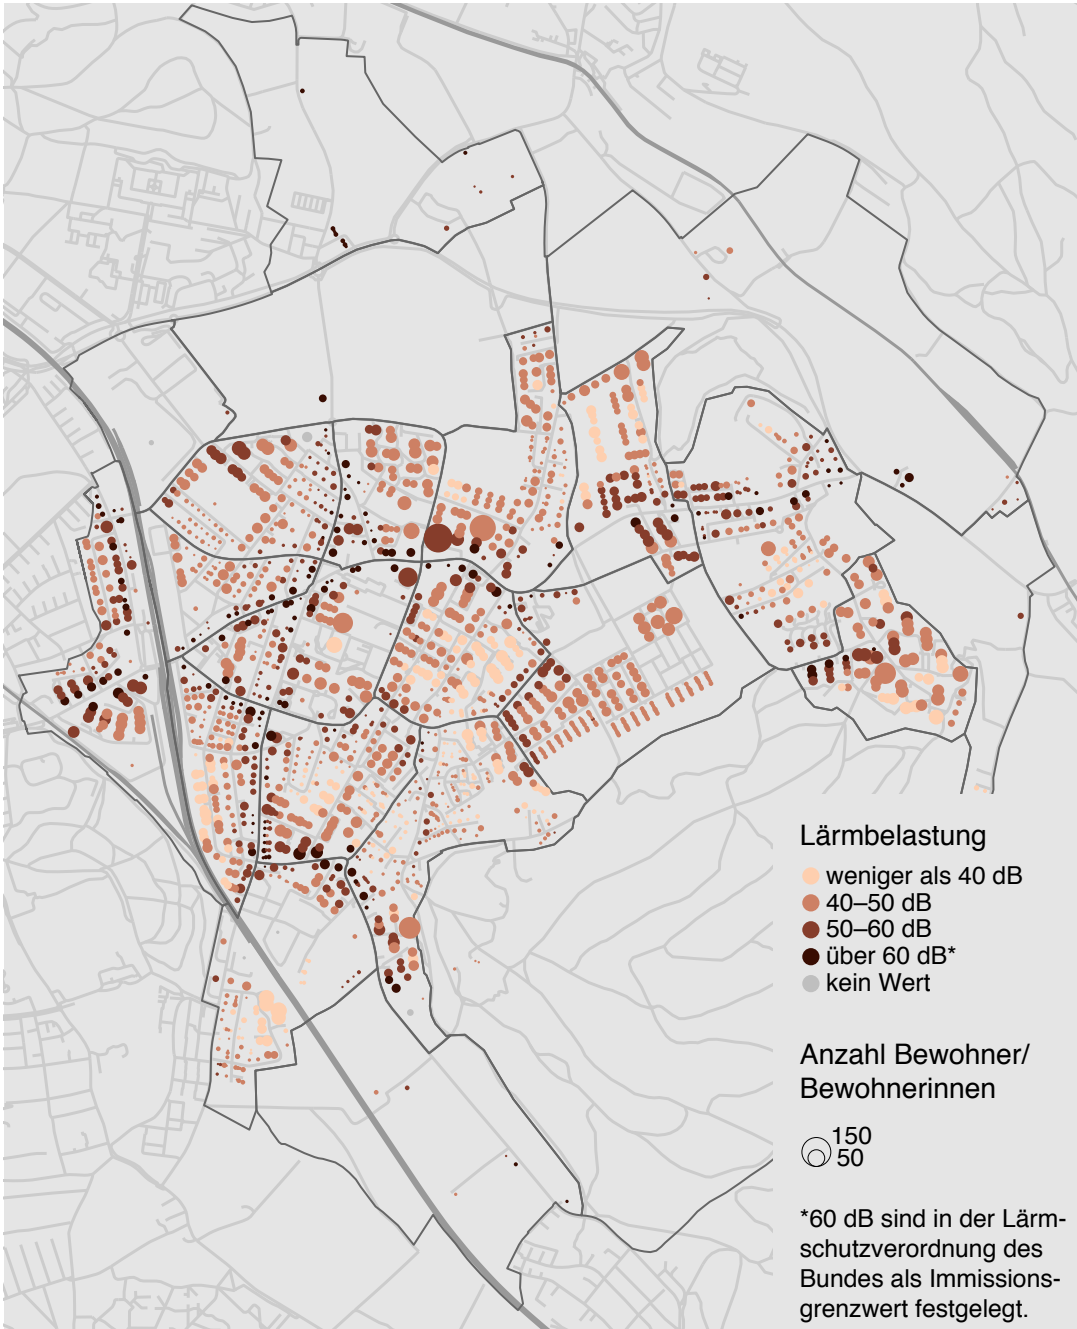 Lärmbelastung
weniger als 40 dB
40–50 dB
50–60 dB
über 60 dB*
kein Wert
Anzahl Bewohner/
Bewohnerinnen
150
50
*60 dB sind in der Lärm-
schutzverordnung des
Bundes als Immissions-
grenzwert festgelegt.